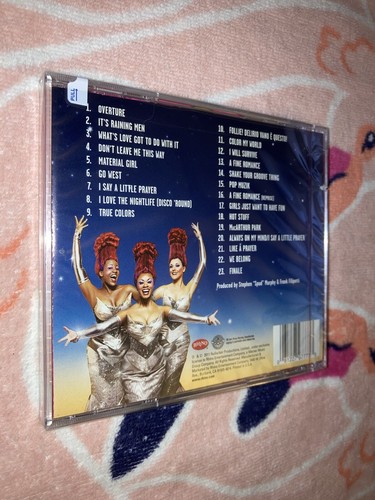 PULL
1. OVERTURE
2. IT'S RAINING MEN
3. WHAT'S LOVE GOT TO DO WITH IT
4. DON'T LEAVE ME THIS WAY
5. MATERIAL GIRL
6. GO WEST
7. I SAY A LITTLE PRAYER
8. I LOVE THE NIGHTLIFE (DISCO 'ROUND)
9. TRUE COLORS
10. FOLLIE! DELIRIO VANO È QUESTO!
11. COLOR MY WORLD
12. I WILL SURVIVE
13. A FINE ROMANCE
14. SHAKE YOUR GROOVE THING
15. POP MUZIK
16. A FINE ROMANCE (REPRISE)
17. GIRLS JUST WANT TO HAVE FUN
18. HOT STUFF
19. MacARTHUR PARK
20. ALWAYS ON MY MIND/I SAY A LITTLE PRAYER
21. LIKE A PRAYER
22. WE BELONG
23. FINALE
Produced by Stephen "Spud" Murphy & Frank Filipetti
RHINO